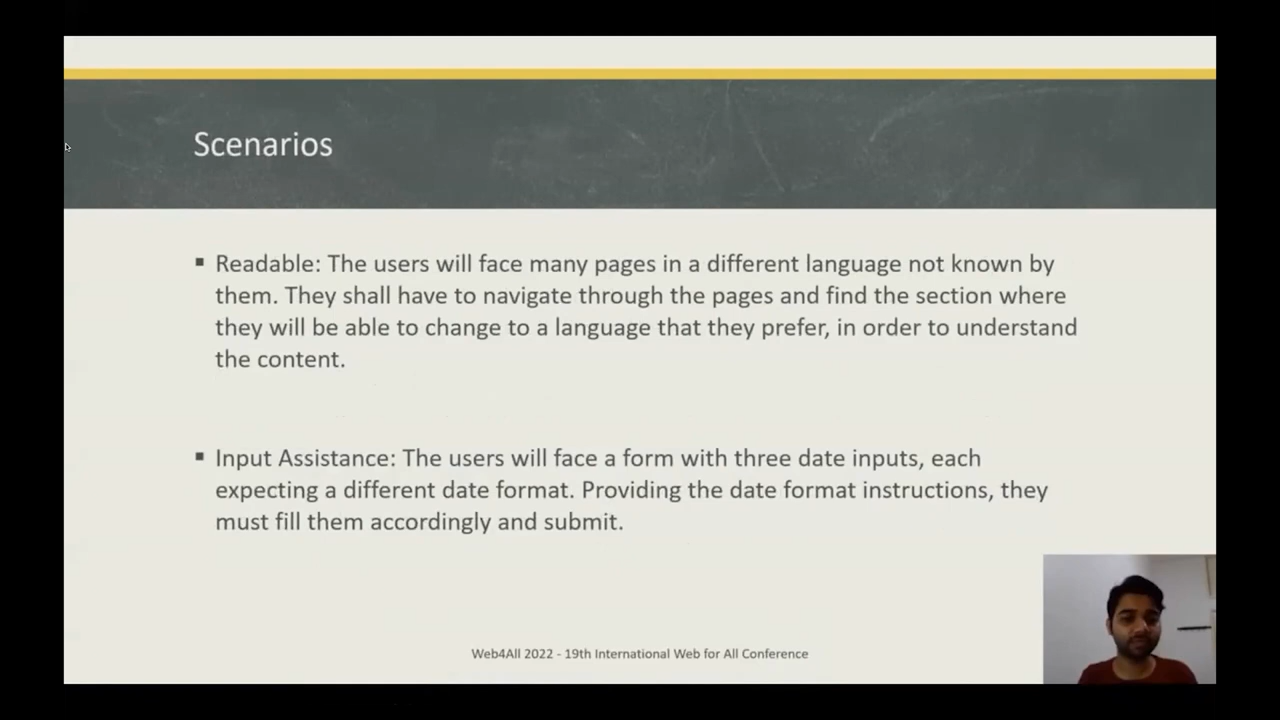 Scenarios
▪ Readable: The users will face many pages in a different language not known by
them. They shall have to navigate through the pages and find the section where
they will be able to change to a language that they prefer, in order to understand
the content.
▪ Input Assistance: The users will face a form with three date inputs, each
expecting a different date format. Providing the date format instructions, they
must fill them accordingly and submit.
Web4All 2022 - 19th International Web for All Conference